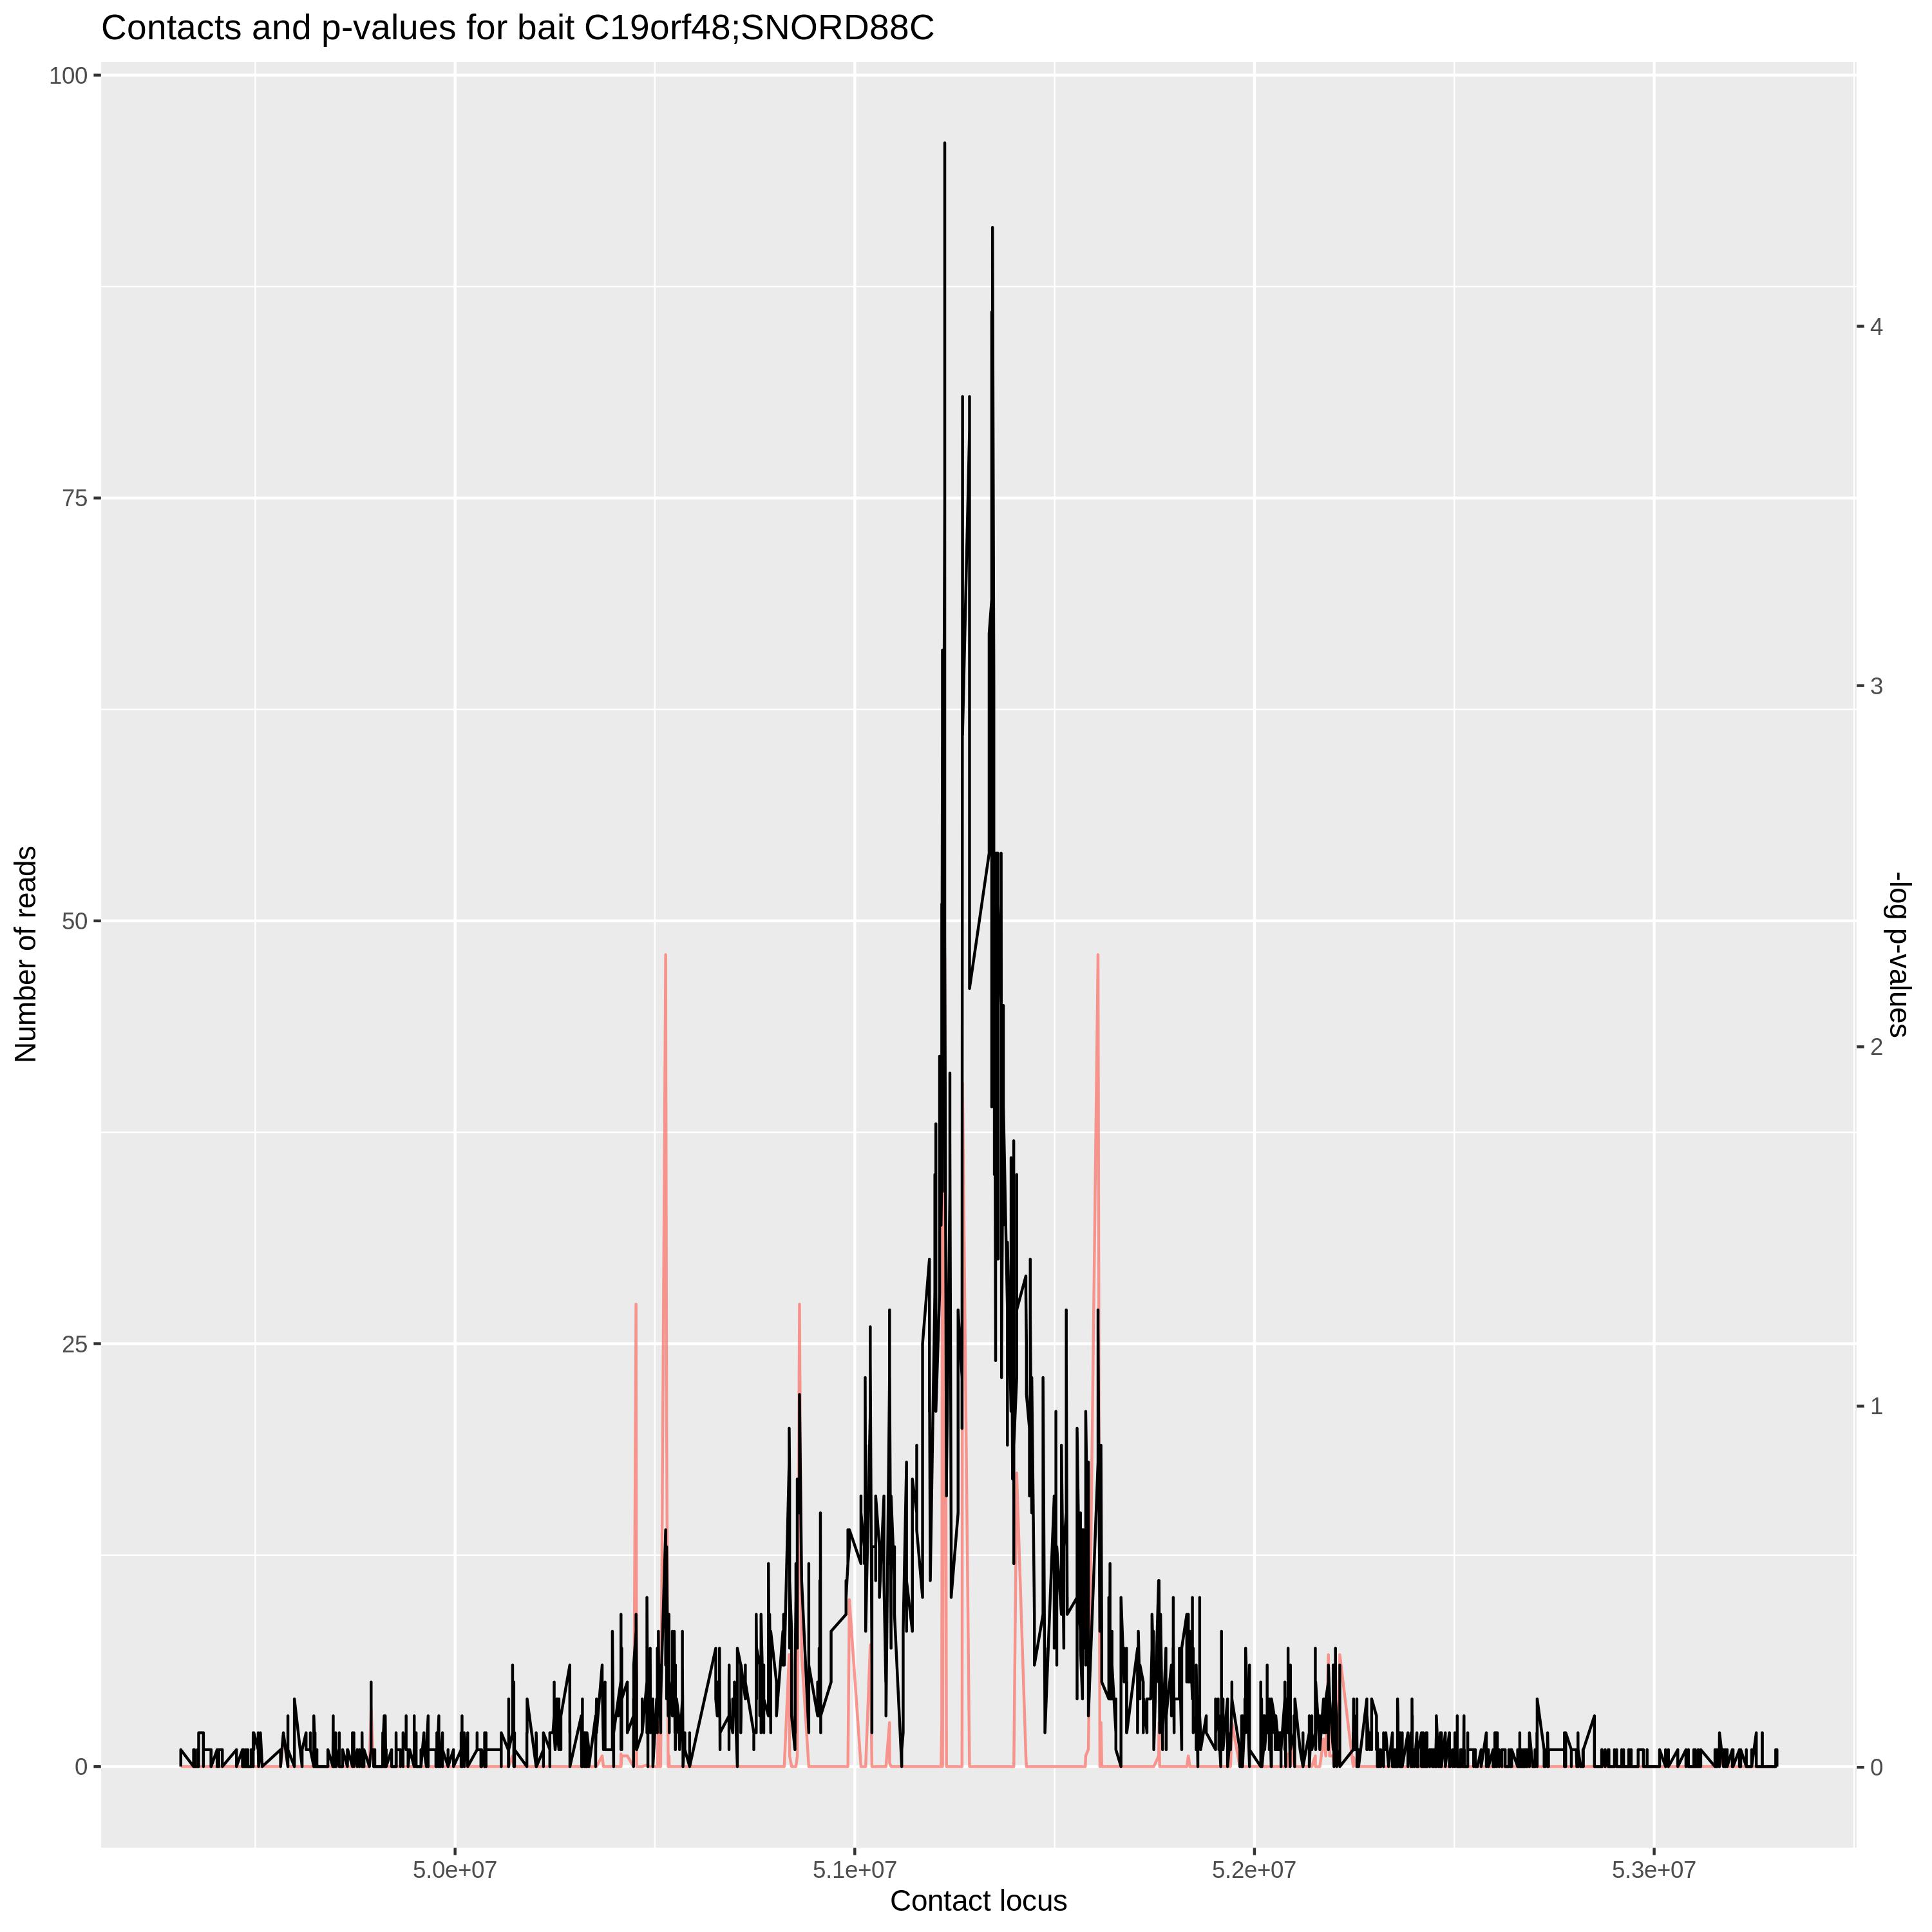 Contacts and p-values for bait C19orf48;SNORD88C
100
75
50
25
0
Number of reads
4
3
2
1
0
-log p-values
5.0e+07
5.1e+07
5.2e+07
5.3e+07
Contact locus